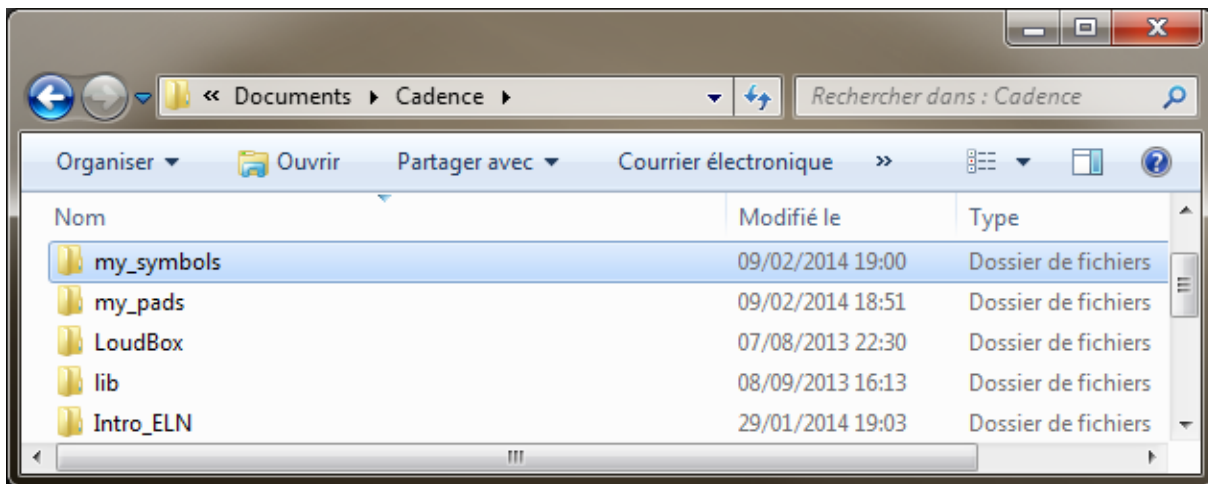 « Documents Cadence Rechercher dans : Cadence
Organiser Ouvrir Partager avec Courrier électronique »
Nom Modifié le Type
my_symbols 09/02/2014 19:00 Dossier de fichiers
my_pads 09/02/2014 18:51 Dossier de fichiers
LoudBox 07/08/2013 22:30 Dossier de fichiers
lib 08/09/2013 16:13 Dossier de fichiers
Intro_ELN 29/01/2014 19:03 Dossier de fichiers